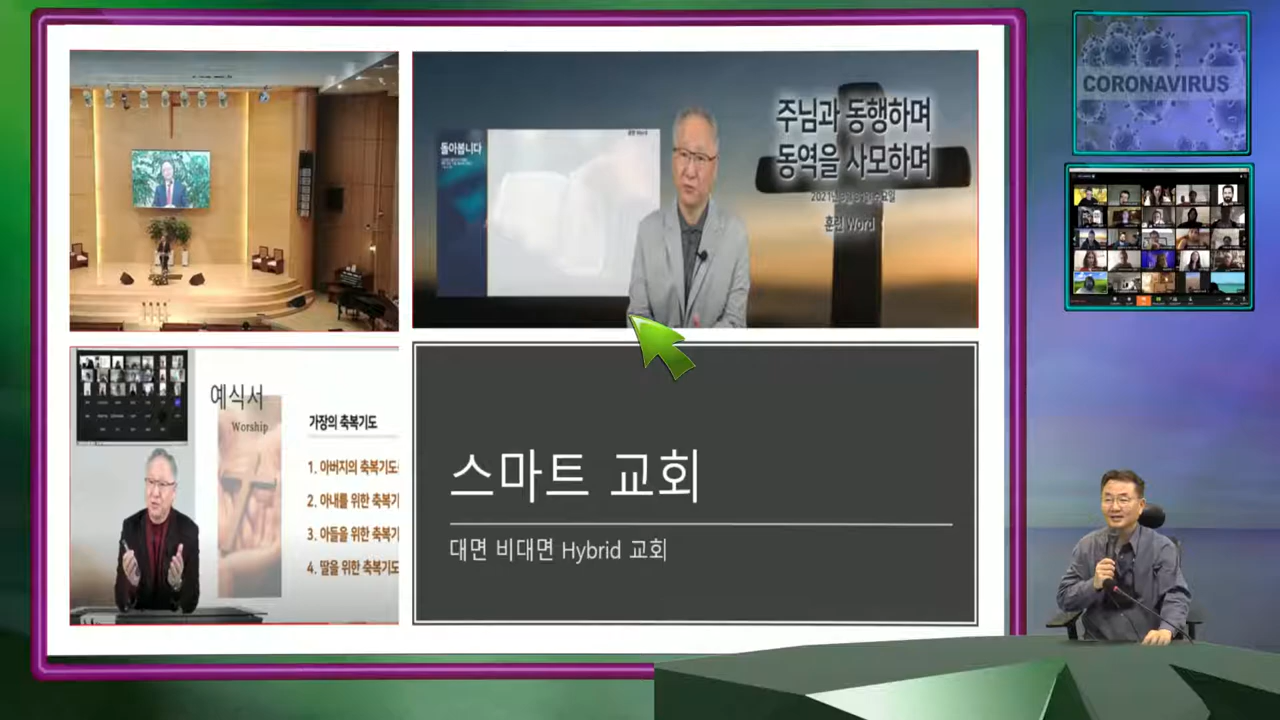 주님과 동행하며
동역을 사모하며
훈련 Word
돌아봅니다
CORONAVIRUS
예식서
Worship
가장의 축복기도
1. 아버지의 축복기도
2. 아내를 위한 축복기
3. 아들을 위한 축복기
4. 딸을 위한 축복기도
스마트 교회
대면 비대면 Hybrid 교회